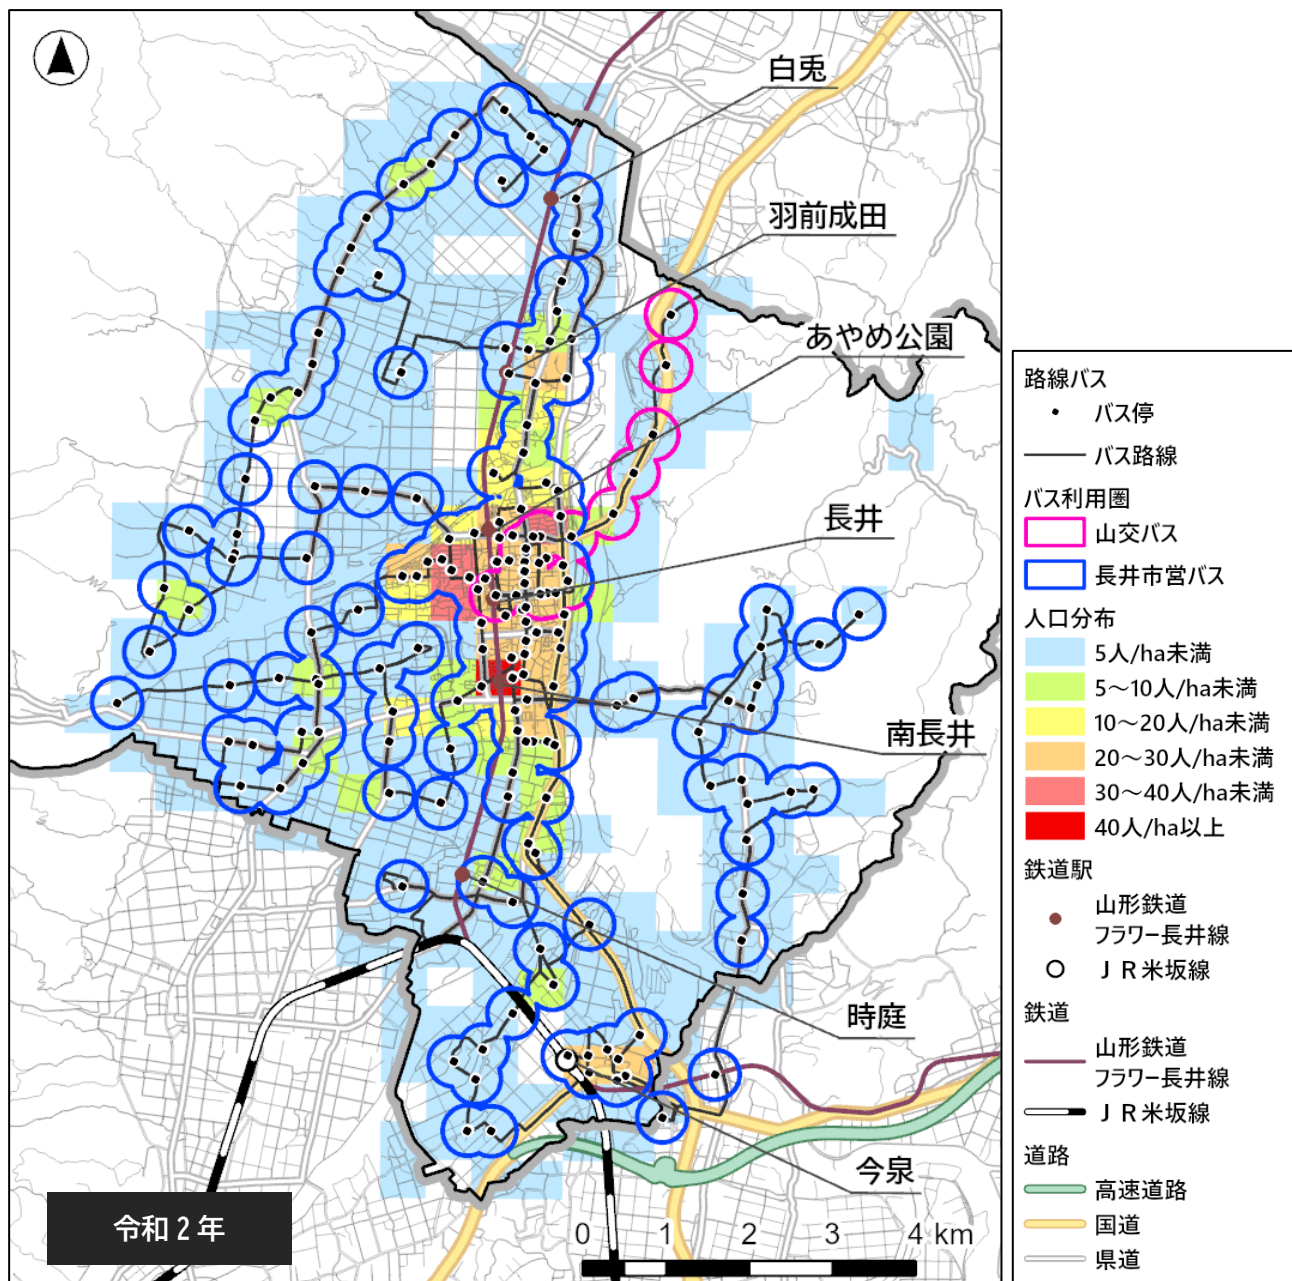 白兎
羽前成田
あやめ公園
長井
南長井
時庭
今泉
令和２年
0 1 2 3 4 km
路線バス
バス停
バス路線
バス利用圏
山交バス
長井市営バス
人口分布
5人/ha未満
5～10人/ha未満
10～20人/ha未満
20～30人/ha未満
30～40人/ha未満
40人/ha以上
鉄道駅
山形鉄道
フラワー長井線
ＪＲ米坂線
鉄道
山形鉄道
フラワー長井線
ＪＲ米坂線
道路
高速道路
国道
県道